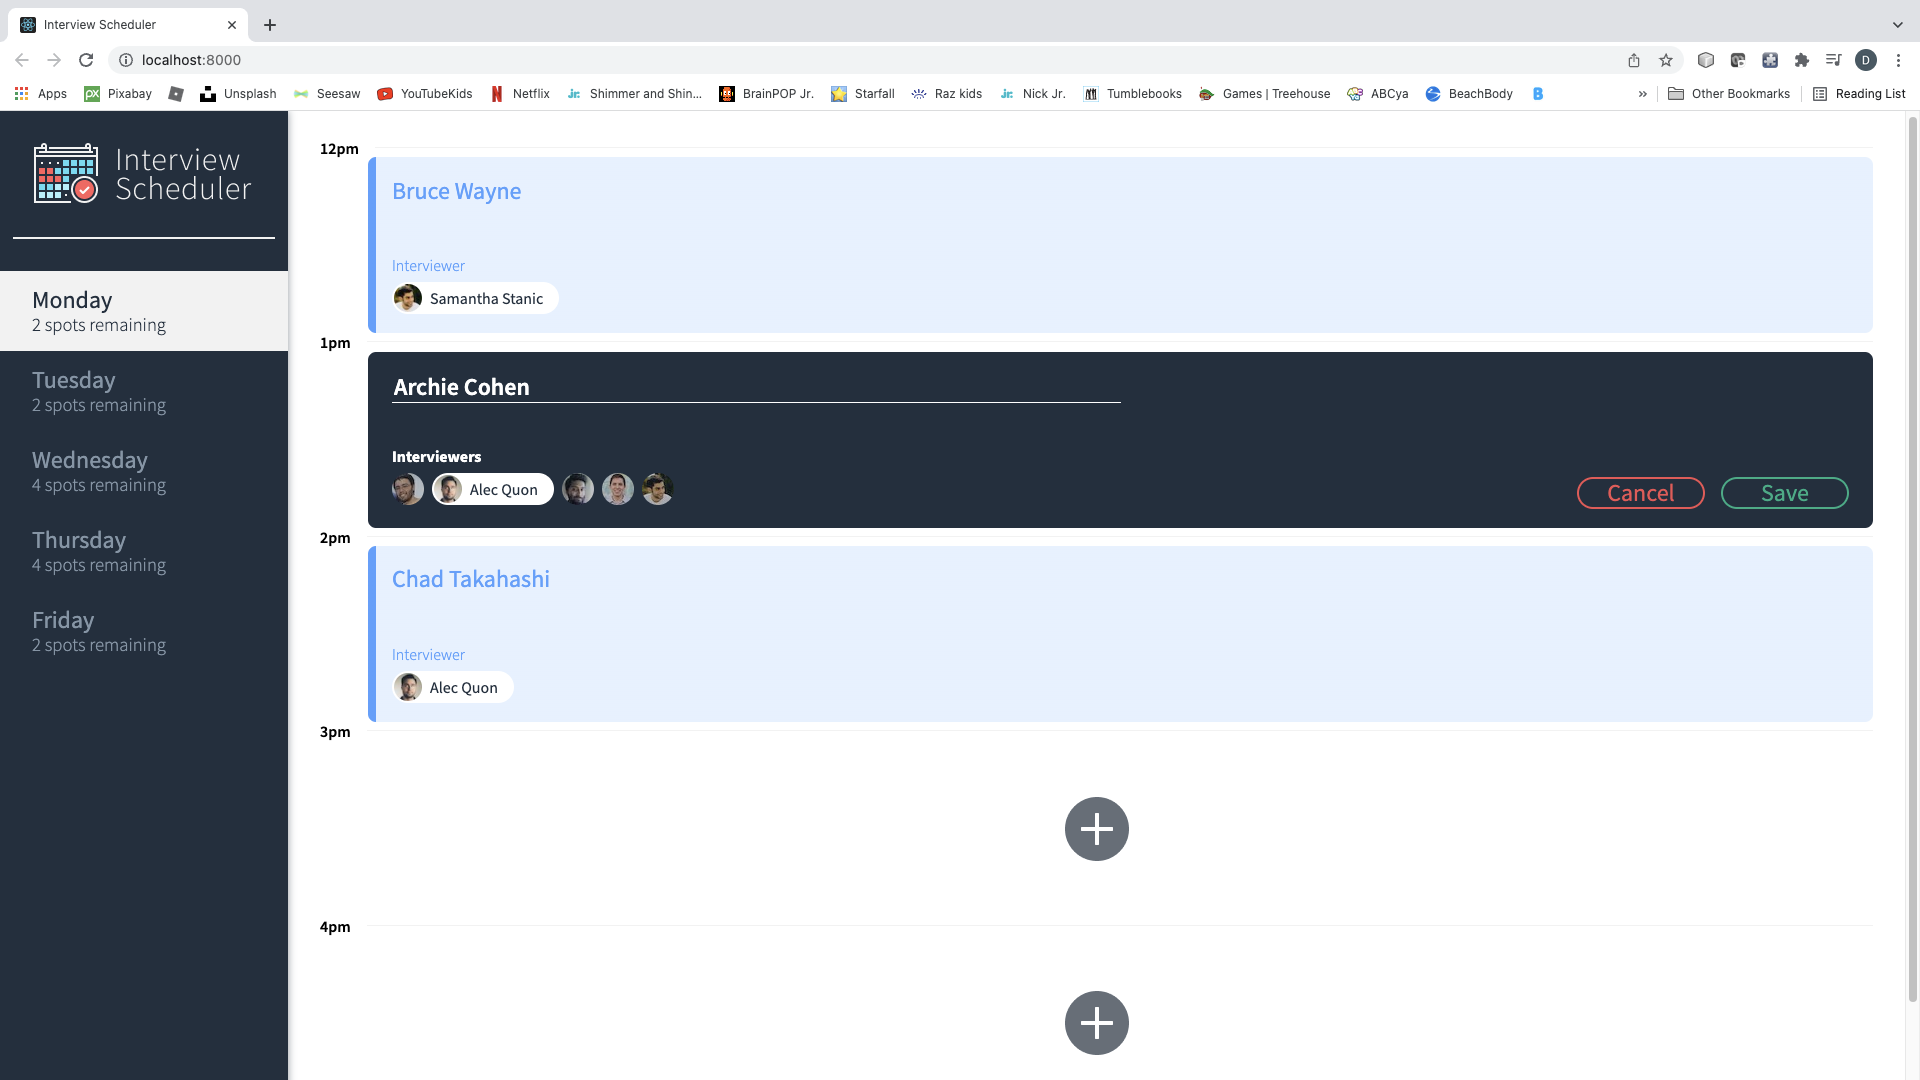 Interview Scheduler
localhost:8000
D
Apps
Pixabay
Unsplash
Seesaw
YouTubeKids
Netflix
Jr. Shimmer and Shin...
BrainPOP Jr.
Starfall
Raz kids
Jr. Nick Jr.
Tumblebooks
Games | Treehouse
ABCya
BeachBody
B
»
Other Bookmarks
Reading List
Interview
Scheduler
Monday
2 spots remaining
Tuesday
2 spots remaining
Wednesday
4 spots remaining
Thursday
4 spots remaining
Friday
2 spots remaining
12pm
Bruce Wayne
Interviewer
Samantha Stanic
1pm
Archie Cohen
Interviewers
Alec Quon
Cancel
Save
2pm
Chad Takahashi
Interviewer
Alec Quon
3pm
4pm